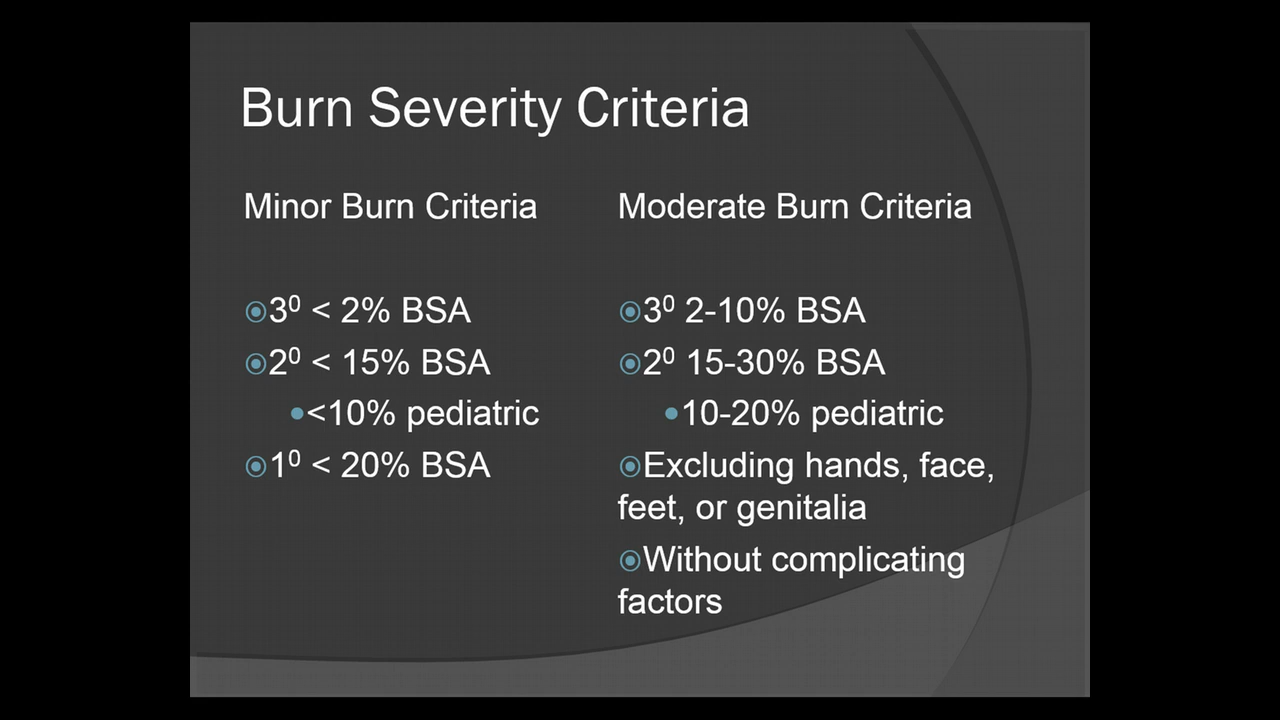 Burn Severity Criteria
Minor Burn Criteria
3⁰ < 2% BSA
2⁰ < 15% BSA
<10% pediatric
1⁰ < 20% BSA
Moderate Burn Criteria
3⁰ 2-10% BSA
2⁰ 15-30% BSA
10-20% pediatric
Excluding hands, face,
feet, or genitalia
Without complicating
factors